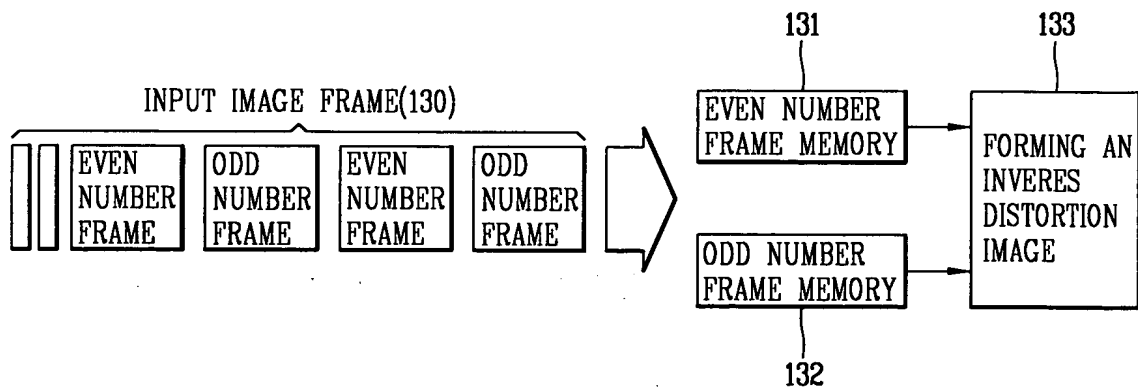 131
133
INPUT IMAGE FRAME(130)
EVEN
NUMBER
FRAME
ODD
NUMBER
FRAME
EVEN
NUMBER
FRAME
ODD
NUMBER
FRAME
EVEN NUMBER
FRAME MEMORY
ODD NUMBER
FRAME MEMORY
FORMING AN
INVERES
DISTORTION
IMAGE
132